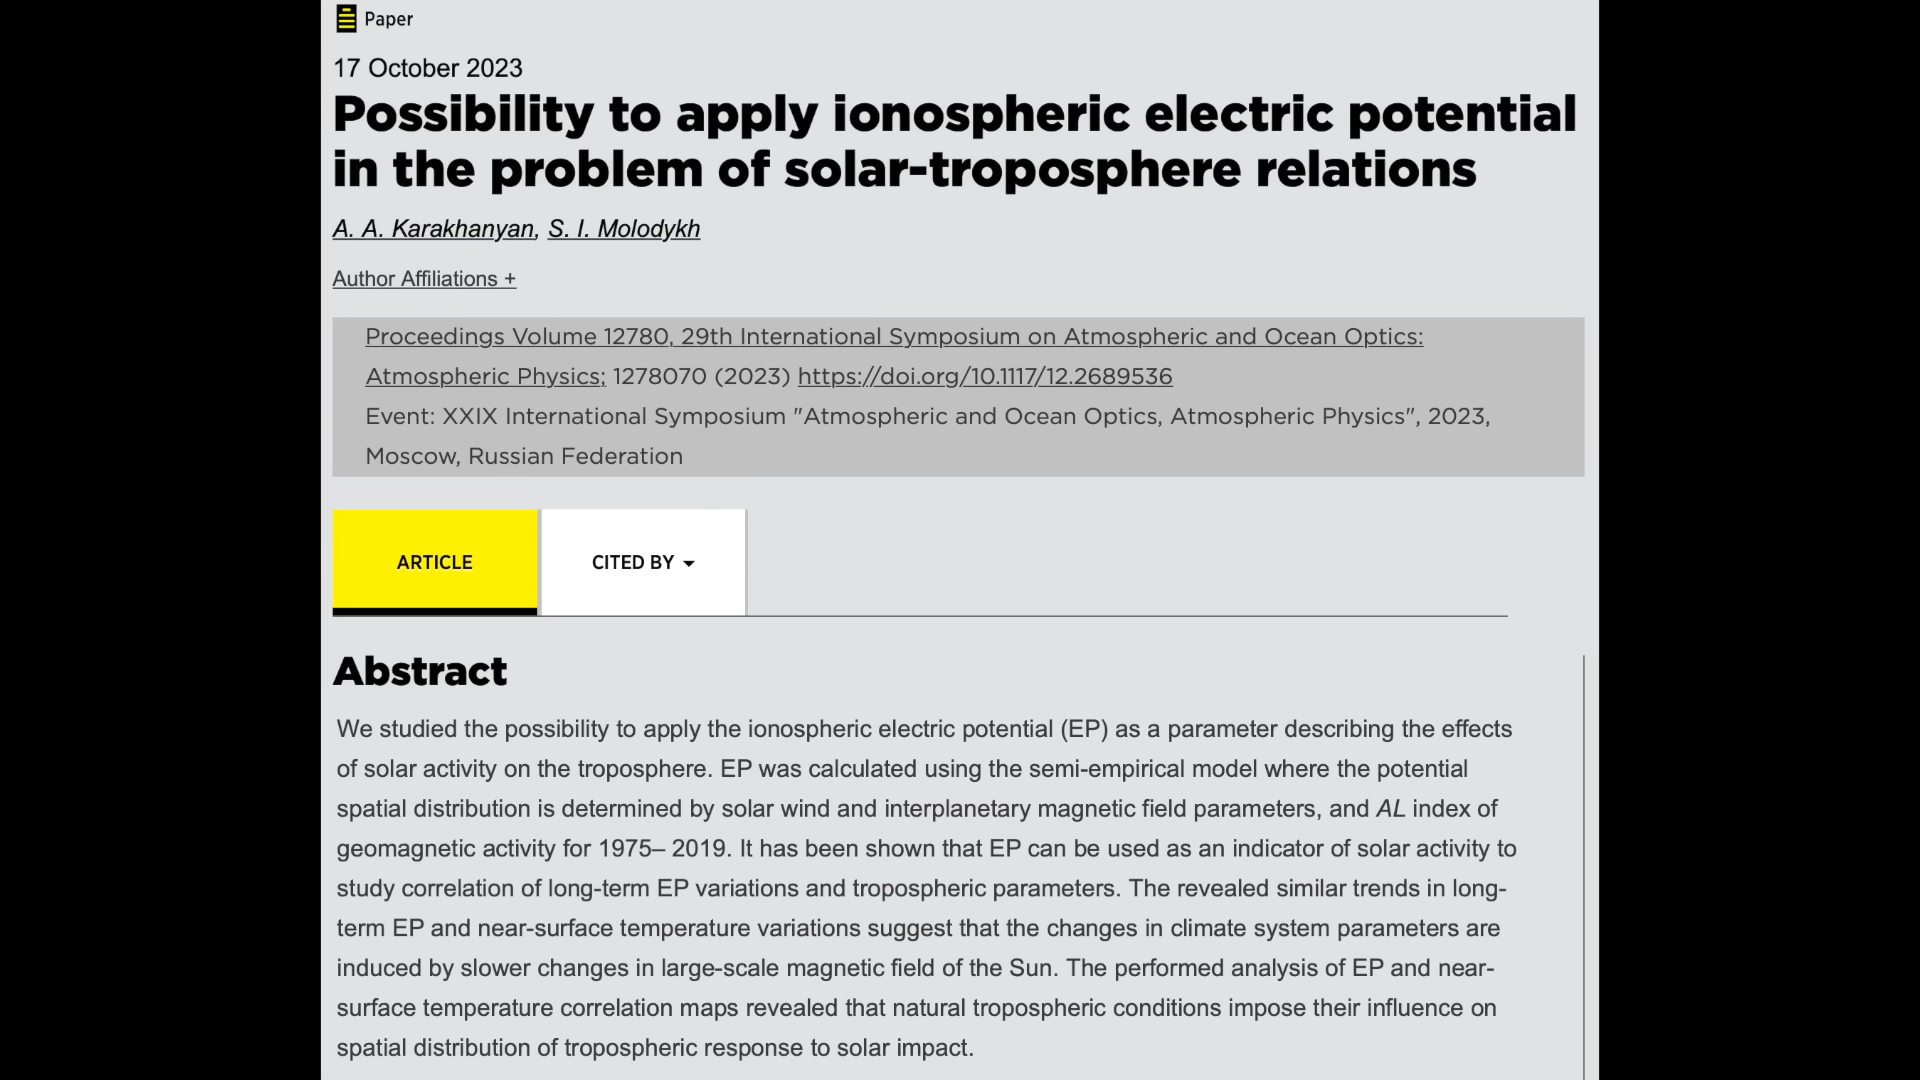 Paper
17 October 2023
Possibility to apply ionospheric electric potential
in the problem of solar-troposphere relations
A. A. Karakhanyan, S. I. Molodykh
Author Affiliations +
Proceedings Volume 12780, 29th International Symposium on Atmospheric and Ocean Optics:
Atmospheric Physics; 1278070 (2023) https://doi.org/10.1117/12.2689536
Event: XXIX International Symposium "Atmospheric and Ocean Optics, Atmospheric Physics", 2023,
Moscow, Russian Federation
ARTICLE
CITED BY
Abstract
We studied the possibility to apply the ionospheric electric potential (EP) as a parameter describing the effects
of solar activity on the troposphere. EP was calculated using the semi-empirical model where the potential
spatial distribution is determined by solar wind and interplanetary magnetic field parameters, and AL index of
geomagnetic activity for 1975– 2019. It has been shown that EP can be used as an indicator of solar activity to
study correlation of long-term EP variations and tropospheric parameters. The revealed similar trends in long-
term EP and near-surface temperature variations suggest that the changes in climate system parameters are
induced by slower changes in large-scale magnetic field of the Sun. The performed analysis of EP and near-
surface temperature correlation maps revealed that natural tropospheric conditions impose their influence on
spatial distribution of tropospheric response to solar impact.